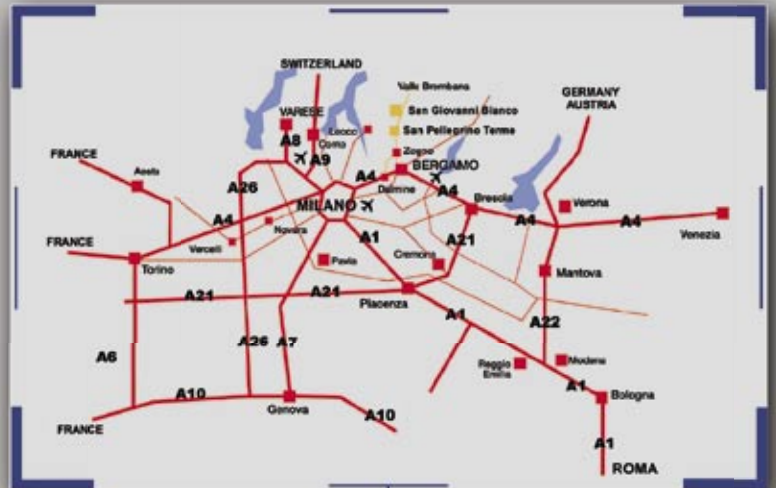 SWITZERLAND
Valle Brembana
GERMANY
AUSTRIA
VARESE
San Giovanni Bianco
San Pellegrino Terme
Lecco
Como
A8
A9
Zogno
BERGAMO
FRANCE
Aosta
A26
A4
Dalmine
A4
Brescia
Verona
MILANO
A4
A4
Venezia
A4
Novara
Vercelli
A1
A21
FRANCE
Torino
Pavia
Cremona
Mantova
A21
A21
Piacenza
A1
A22
A6
A26
A7
Reggio
Emilia
Modena
A1
A10
Genova
A10
Bologna
FRANCE
A1
ROMA